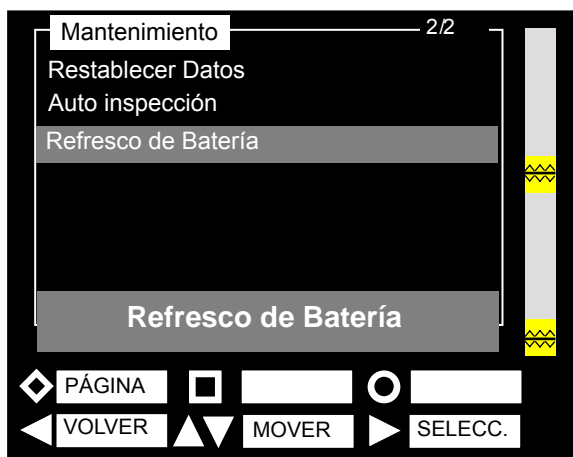 Mantenimiento 2/2
Restablecer Datos
Auto inspección
Refresco de Batería
Refresco de Batería
PÁGINA
VOLVER MOVER SELECC.